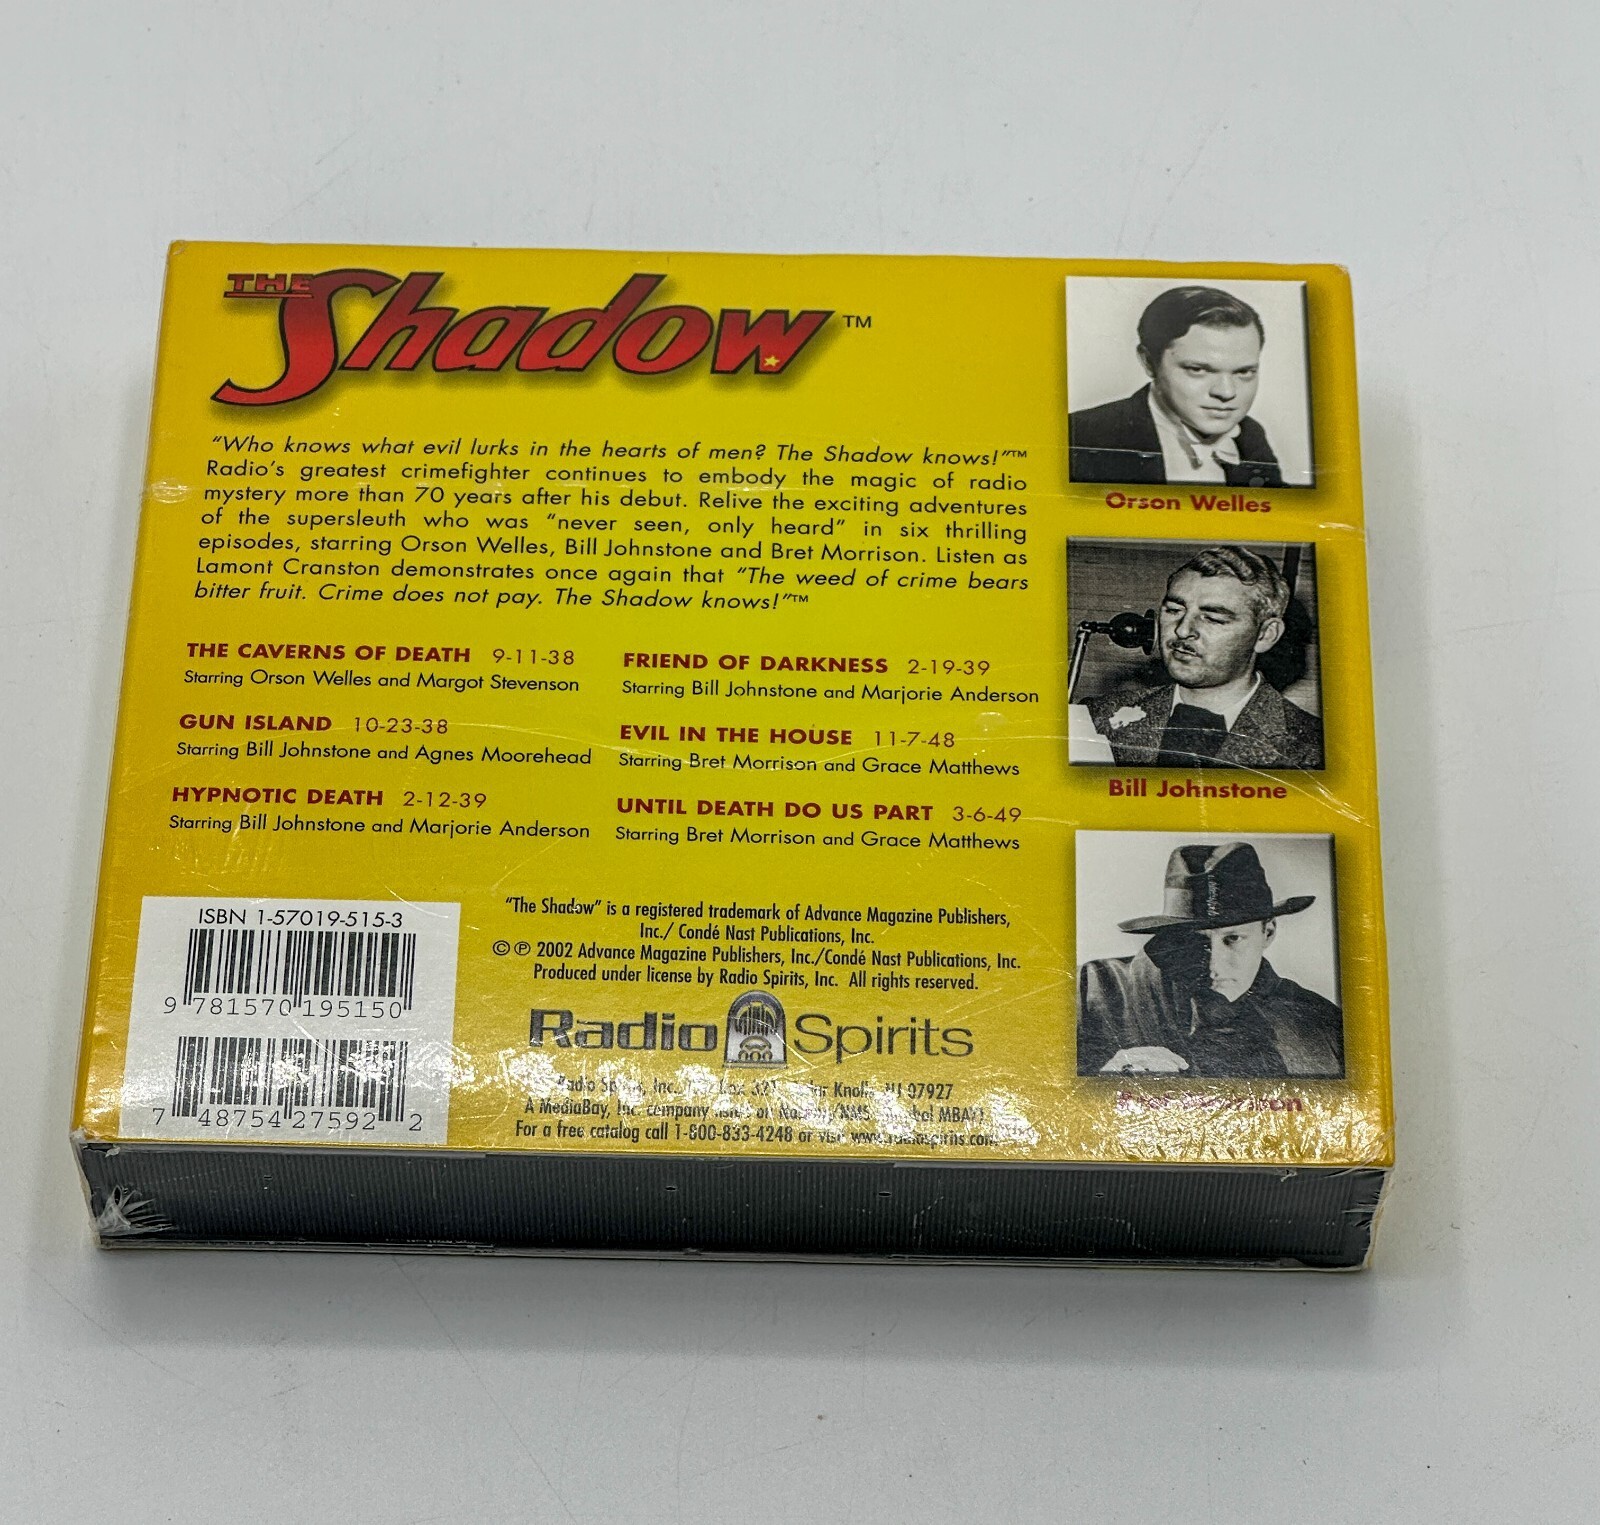 THE Shadow™
"Who knows what evil lurks in the hearts of men? The Shadow knows!"™
Radio's greatest crimefighter continues to embody the magic of radio
mystery more than 70 years after his debut. Relive the exciting adventures
of the supersleuth who was "never seen, only heard" in six thrilling
episodes, starring Orson Welles, Bill Johnstone and Bret Morrison. Listen as
Lamont Cranston demonstrates once again that "The weed of crime bears
bitter fruit. Crime does not pay. The Shadow knows!"™
THE CAVERNS OF DEATH 9-11-38
Starring Orson Welles and Margot Stevenson
GUN ISLAND 10-23-38
Starring Bill Johnstone and Agnes Moorehead
HYPNOTIC DEATH 2-12-39
Starring Bill Johnstone and Marjorie Anderson
FRIEND OF DARKNESS 2-19-39
Starring Bill Johnstone and Marjorie Anderson
EVIL IN THE HOUSE 11-7-48
Starring Bret Morrison and Grace Matthews
UNTIL DEATH DO US PART 3-6-49
Starring Bret Morrison and Grace Matthews
Orson Welles
Bill Johnstone
ISBN 1-57019-515-3
9 781570 195150
7 48754 27592 2
"The Shadow" is a registered trademark of Advance Magazine Publishers,
Inc./ Condé Nast Publications, Inc.
© ℗ 2002 Advance Magazine Publishers, Inc./Condé Nast Publications, Inc.
Produced under license by Radio Spirits, Inc. All rights reserved.
Radio Spirits
Radio Inc. Box NJ 07927
A MediaBay, Inc. company on
For a free catalog call 1-800-833-4248 or visit www.radiospirits.com